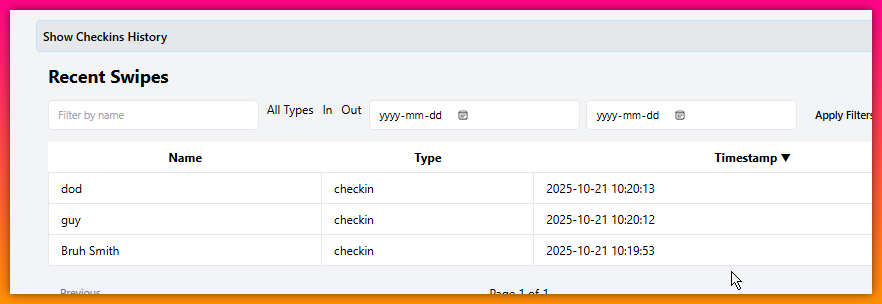 Show Checkins History
Recent Swipes
Filter by name All Types In Out yyyy-mm-dd yyyy-mm-dd Apply Filters
Name Type Timestamp ▼
dod checkin 2025-10-21 10:20:13
guy checkin 2025-10-21 10:20:12
Bruh Smith checkin 2025-10-21 10:19:53
Previous Page 1 of 1